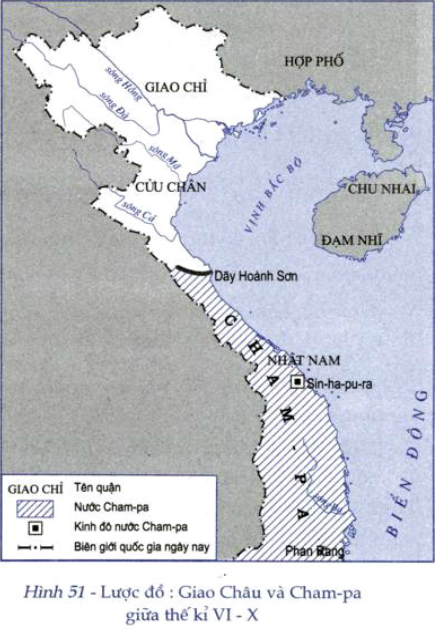 HỢP PHỐ
GIAO CHỈ
sông Hồng
sông Đà
sông Mã
VỊNH BẮC BỘ
CỬU CHÂN
CHU NHAI
sông Cả
ĐẠM NHĨ
Dãy Hoành Sơn
CHAM-PA
NHẬT NAM
Sin-ha-pu-ra
BIỂN ĐÔNG
sông Ba
Phan Rang
GIAO CHỈ Tên quận
Nước Cham-pa
Kinh đô nước Cham-pa
Biên giới quốc gia ngày nay
Hình 51 - Lược đồ : Giao Châu và Cham-pa
giữa thế kỉ VI - X